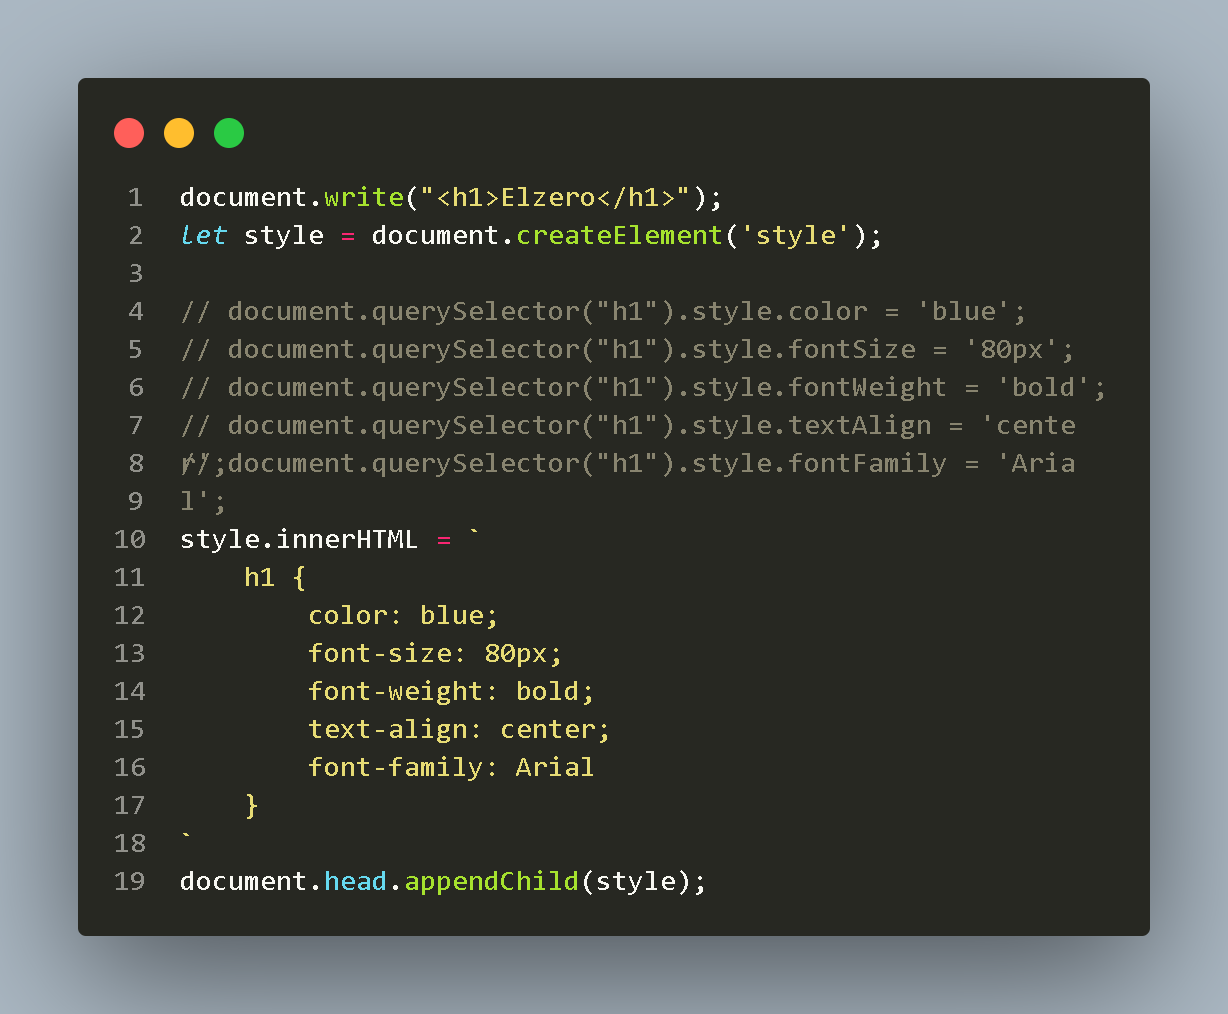 1 document.write("<h1>Elzero</h1>");
2 let style = document.createElement('style');
3
4 // document.querySelector("h1").style.color = 'blue';
5 // document.querySelector("h1").style.fontSize = '80px';
6 // document.querySelector("h1").style.fontWeight = 'bold';
7 // document.querySelector("h1").style.textAlign = 'cente
r';
8 // document.querySelector("h1").style.fontFamily = 'Aria
9 l';
10 style.innerHTML = `
11     h1 {
12         color: blue;
13         font-size: 80px;
14         font-weight: bold;
15         text-align: center;
16         font-family: Arial
17     }
18 `
19 document.head.appendChild(style);